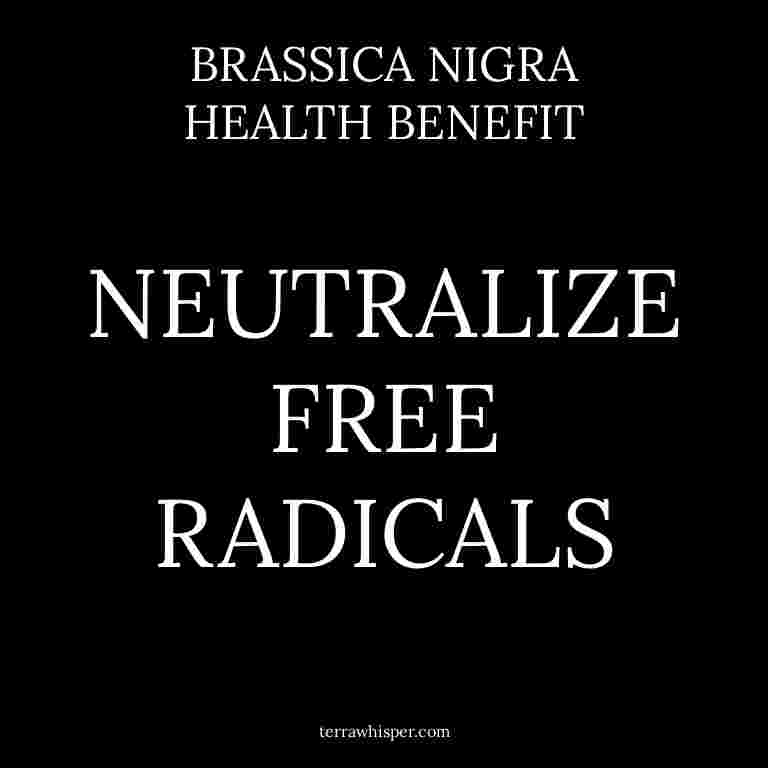 BRASSICA NIGRA
HEALTH BENEFIT
NEUTRALIZE
FREE
RADICALS
terrawhisper.com